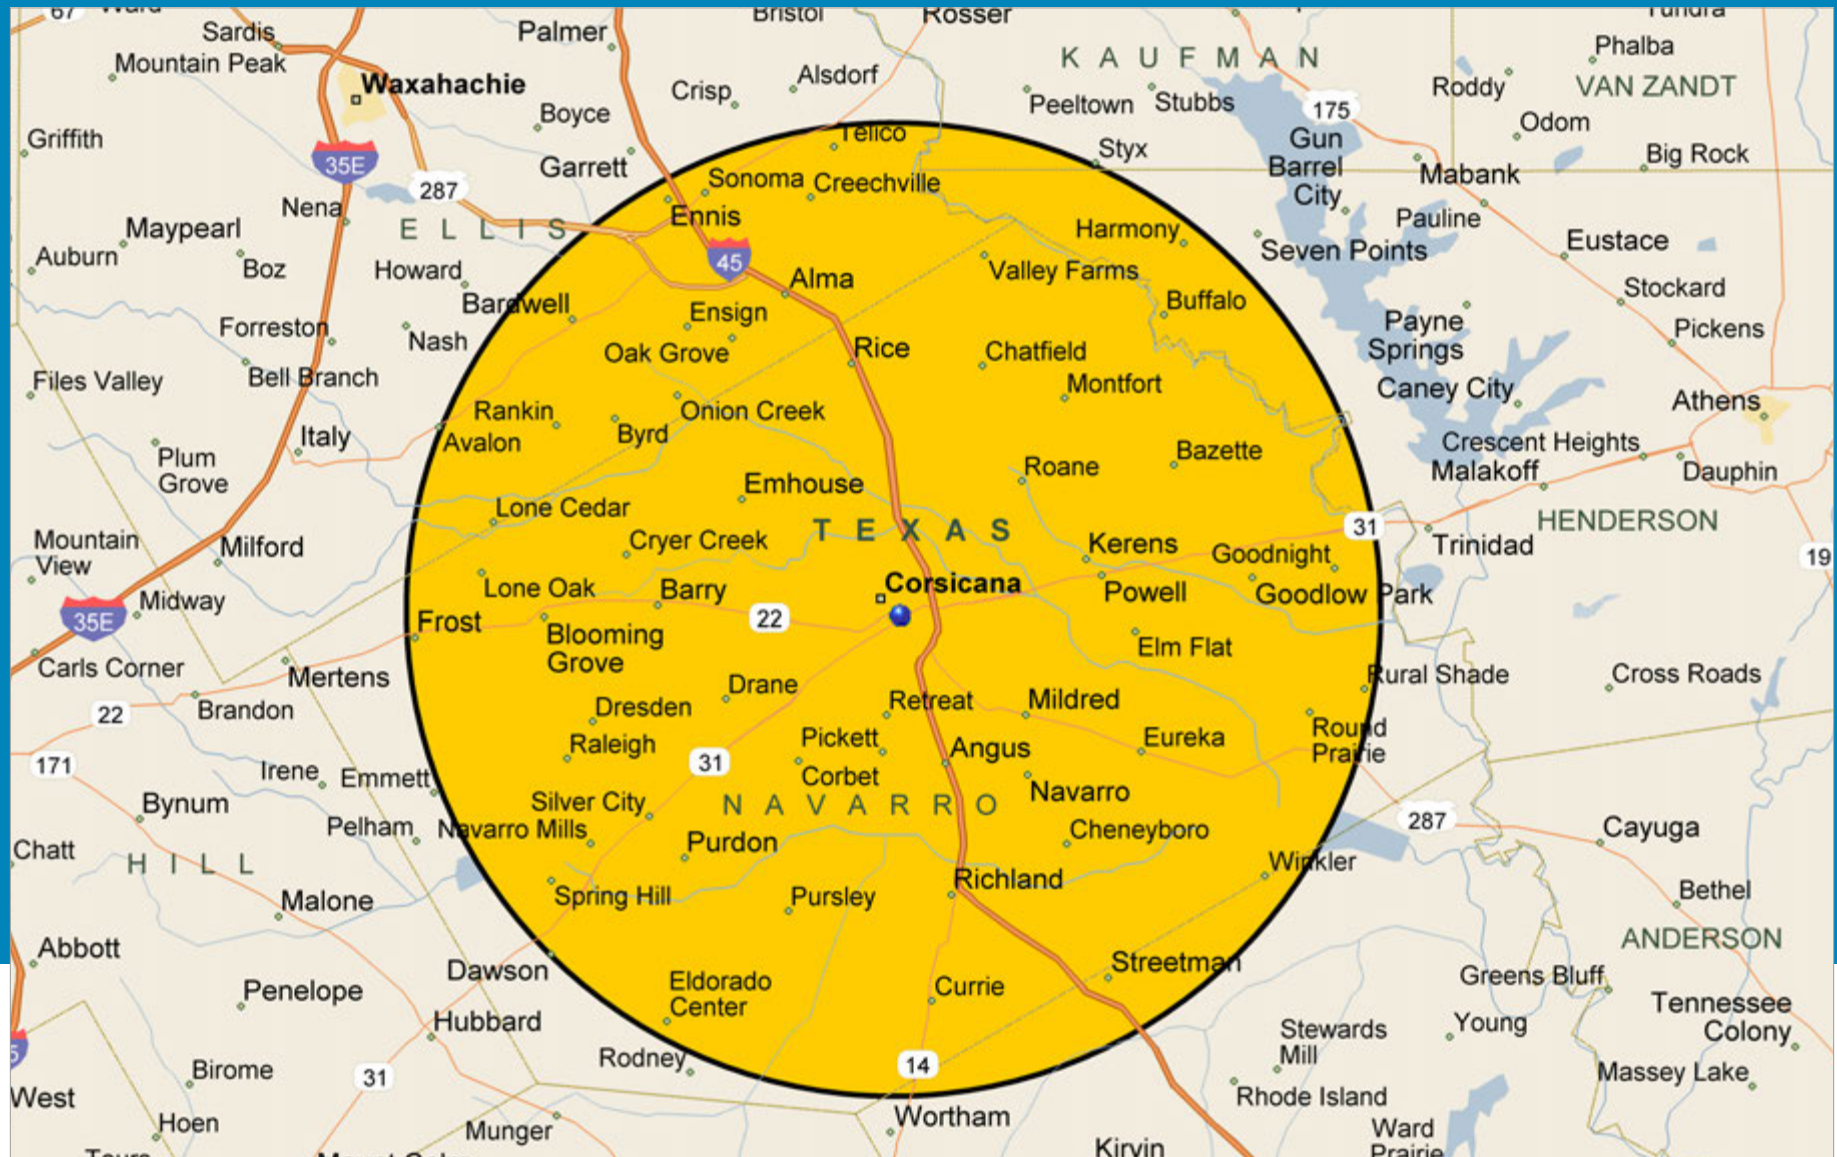 67
Ward
Bristol
Rosser
Tundra
Sardis
Palmer
KAUFMAN
Phalba
Mountain Peak
Waxahachie
Crisp
Alsdorf
Roddy
VAN ZANDT
Boyce
Peeltown
Stubbs
175
Odom
Griffith
Telico
Gun
Barrel
City
35E
Garrett
Styx
Big Rock
287
Sonoma
Creechville
Mabank
Nena
Ennis
Pauline
Maypearl
ELLIS
Harmony
Seven Points
Eustace
Auburn
Boz
Howard
45
Alma
Valley Farms
Stockard
Bardwell
Ensign
Buffalo
Payne
Springs
Pickens
Forreston
Nash
Oak Grove
Rice
Chatfield
Files Valley
Bell Branch
Montfort
Caney City
Athens
Rankin
Onion Creek
Italy
Avalon
Byrd
Bazette
Crescent Heights
Plum
Grove
Roane
Malakoff
Dauphin
Emhouse
Lone Cedar
TEXAS
31
HENDERSON
Mountain
View
Milford
Cryer Creek
Kerens
Goodnight
Trinidad
19
Lone Oak
Barry
Corsicana
Powell
Goodlow Park
Midway
35E
Frost
22
Blooming
Grove
Elm Flat
Carls Corner
Mertens
Drane
Rural Shade
Cross Roads
22
Brandon
Dresden
Retreat
Mildred
Round
Prairie
Raleigh
Pickett
Angus
Eureka
171
31
Irene
Emmett
Corbet
Navarro
Bynum
Silver City
NAVARRO
287
Pelham
Navarro Mills
Purdon
Cheneyboro
Cayuga
Chatt
HILL
Winkler
Richland
Malone
Spring Hill
Pursley
Bethel
Abbott
ANDERSON
Dawson
Streetman
Greens Bluff
Penelope
Eldorado
Center
Currie
Tennessee
Colony
Hubbard
Stewards
Mill
Young
5
Rodney
14
Birome
31
Massey Lake
West
Rhode Island
Hoen
Munger
Wortham
Ward
Prairie
Kirvin